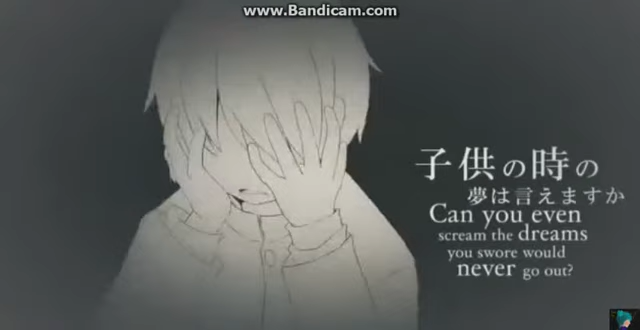 www.Bandicam.com
子供の時の
夢は言えますか
Can you even
scream the dreams
you swore would
never go out?